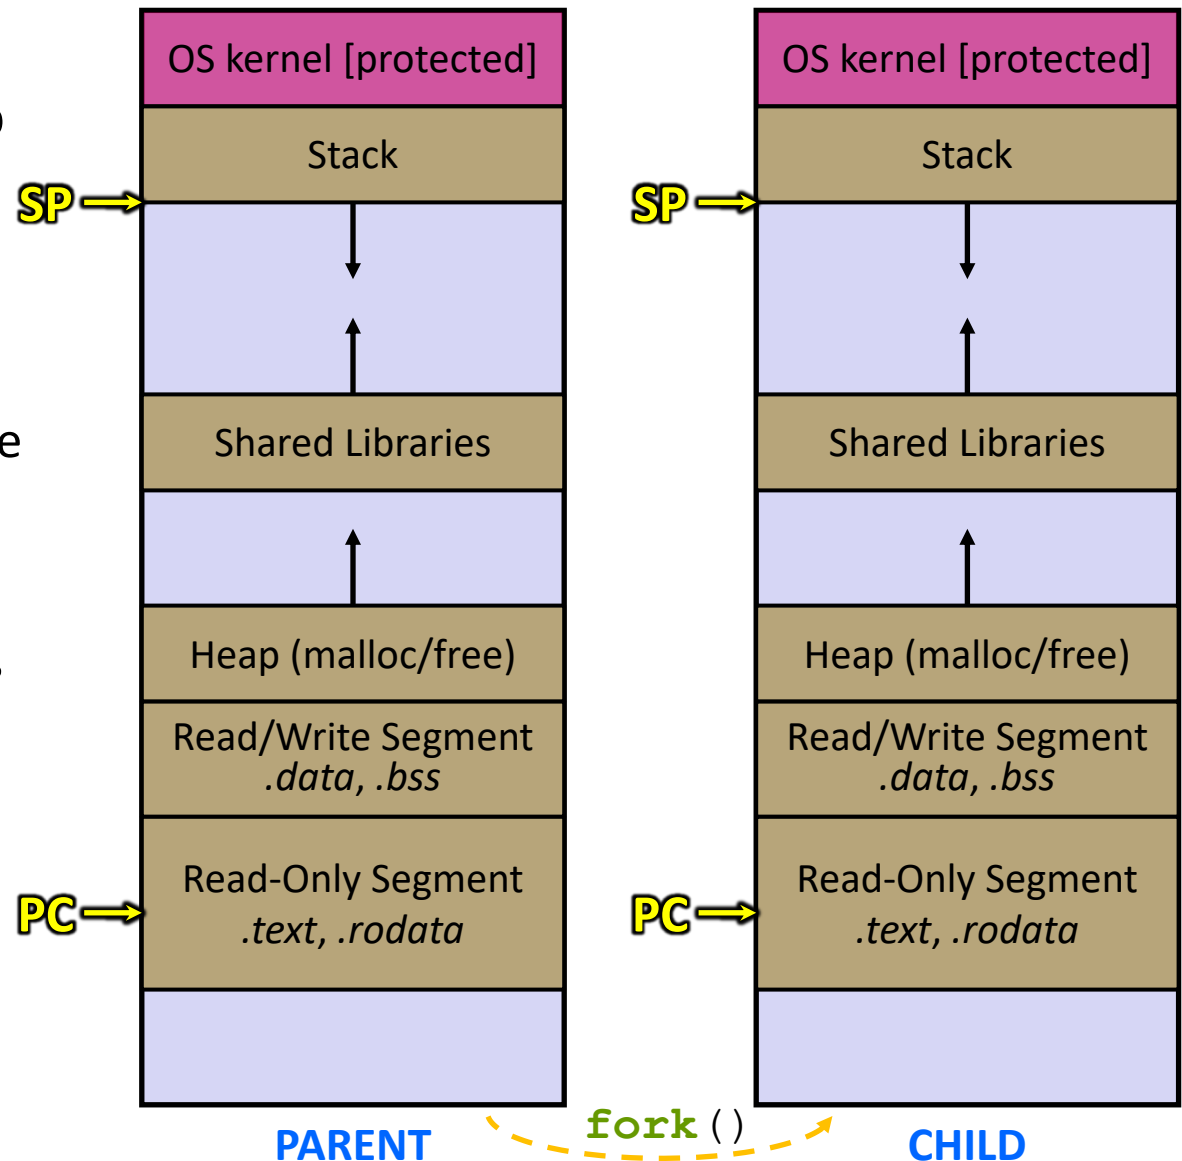 OS kernel [protected]
Stack
SP
Shared Libraries
Heap (malloc/free)
Read/Write Segment
.data, .bss
Read-Only Segment
.text, .rodata
PC
PARENT
fork()
OS kernel [protected]
Stack
SP
Shared Libraries
Heap (malloc/free)
Read/Write Segment
.data, .bss
Read-Only Segment
.text, .rodata
PC
CHILD